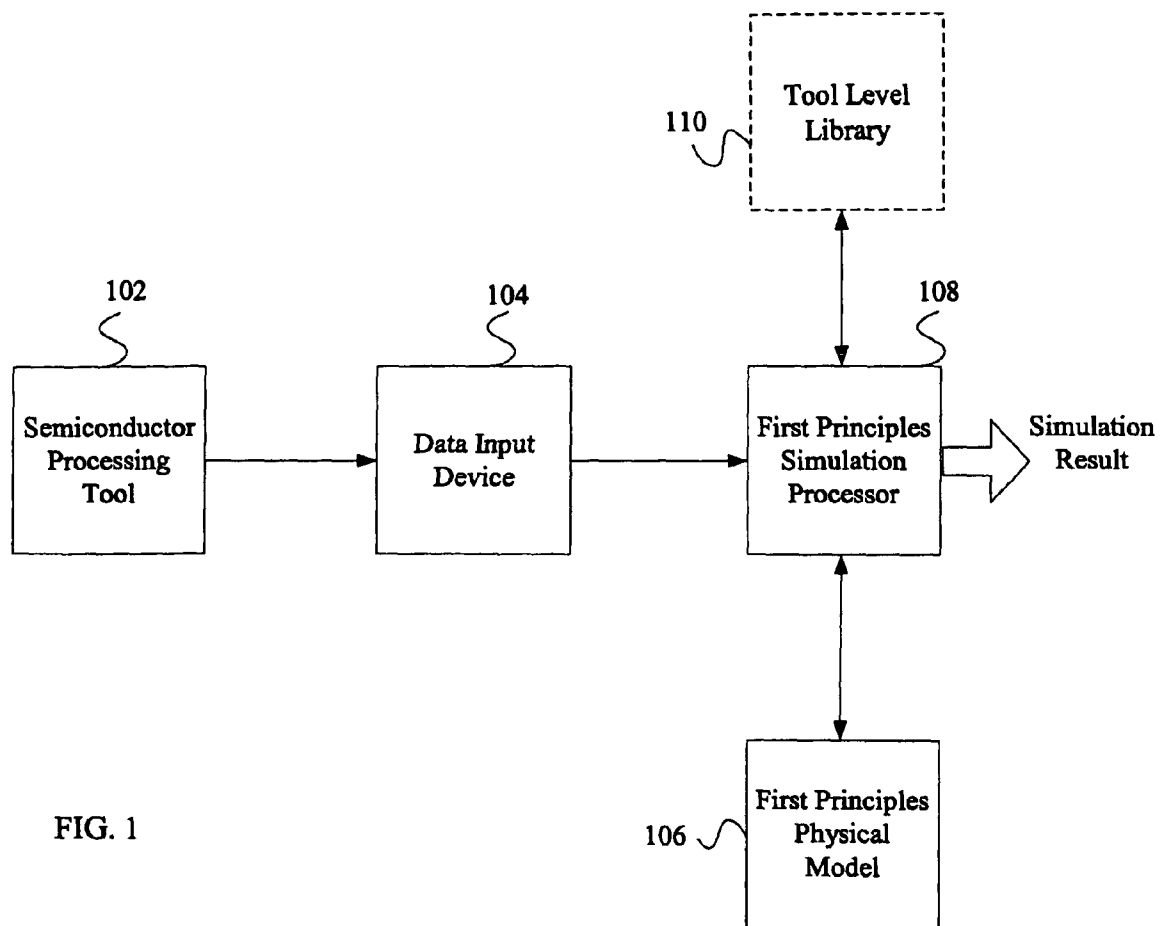 Tool Level
Library
110
102
104
108
Semiconductor
Processing
Tool
Data Input
Device
First Principles
Simulation
Processor
Simulation
Result
First Principles
Physical
Model
106
FIG. 1